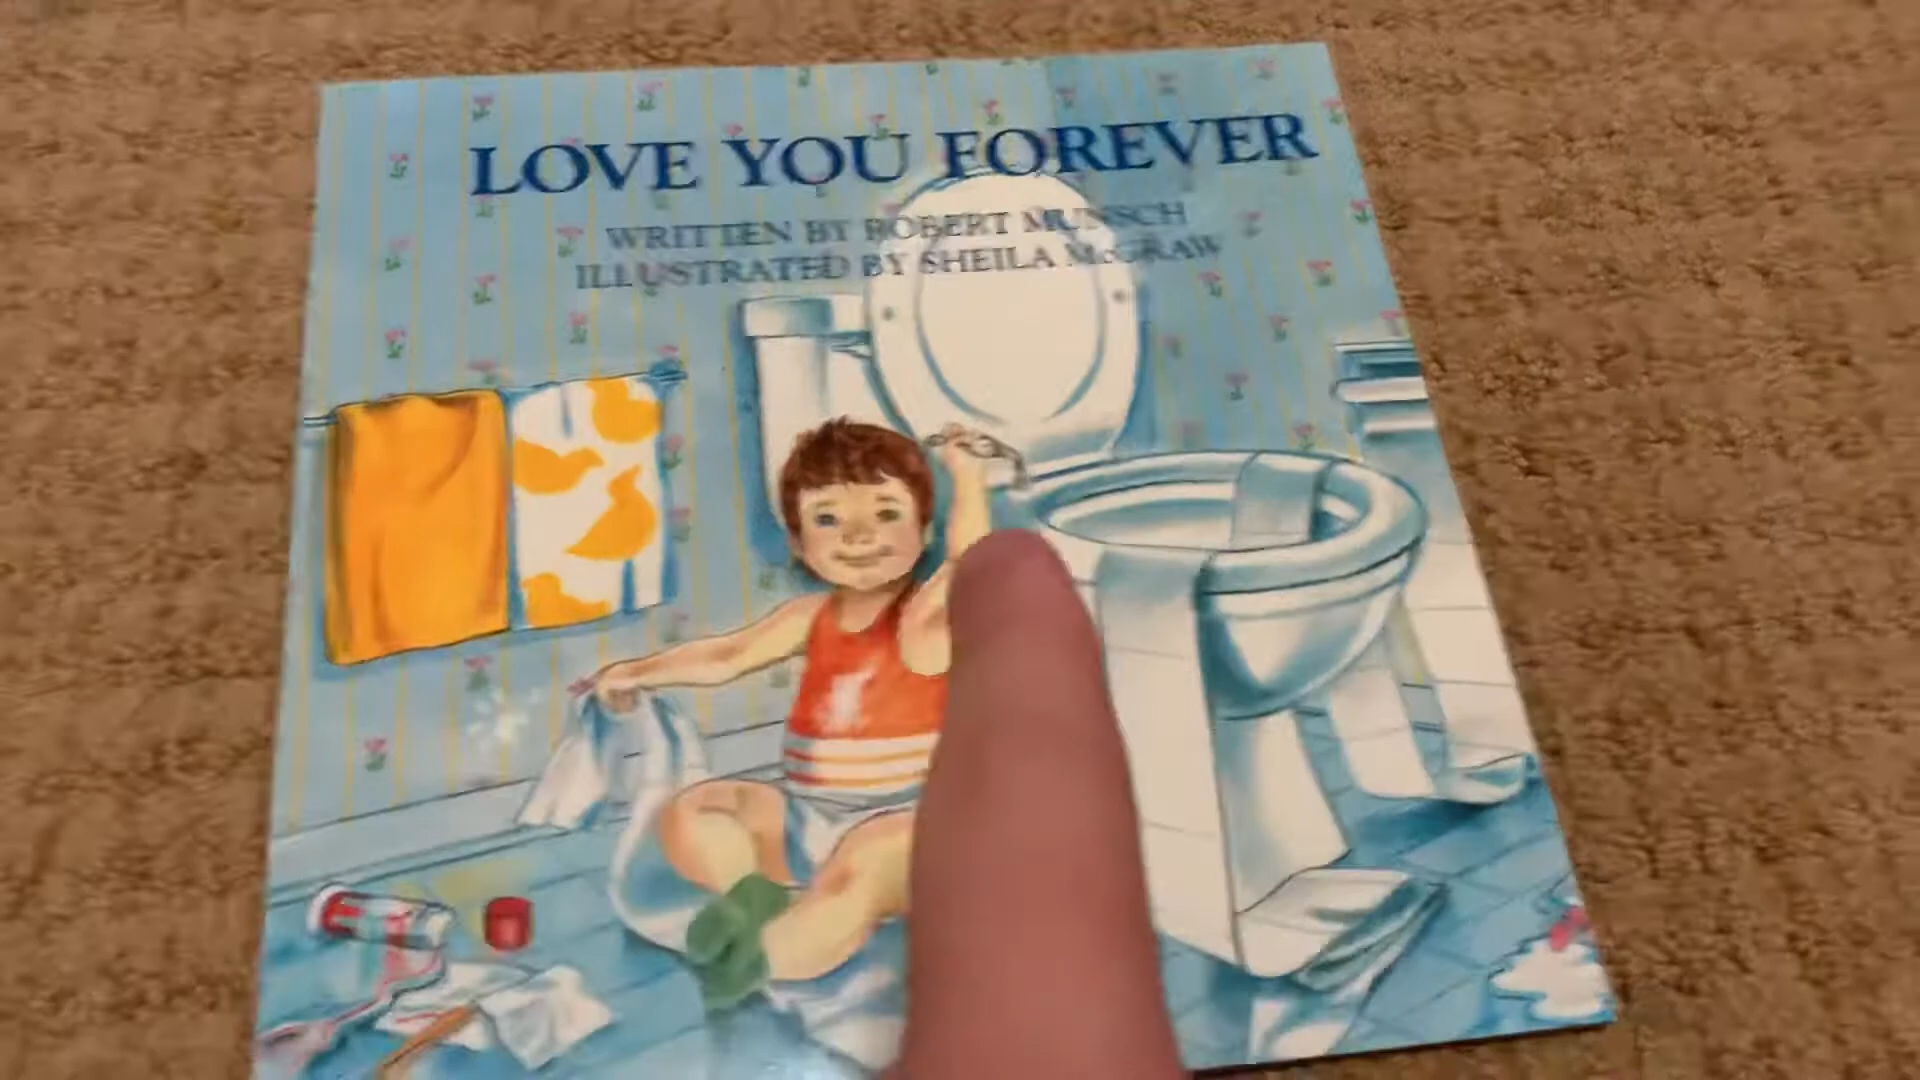 LOVE YOU FOREVER
WRITTEN BY ROBERT MUNSCH
ILLUSTRATED BY SHEILA McGRAW